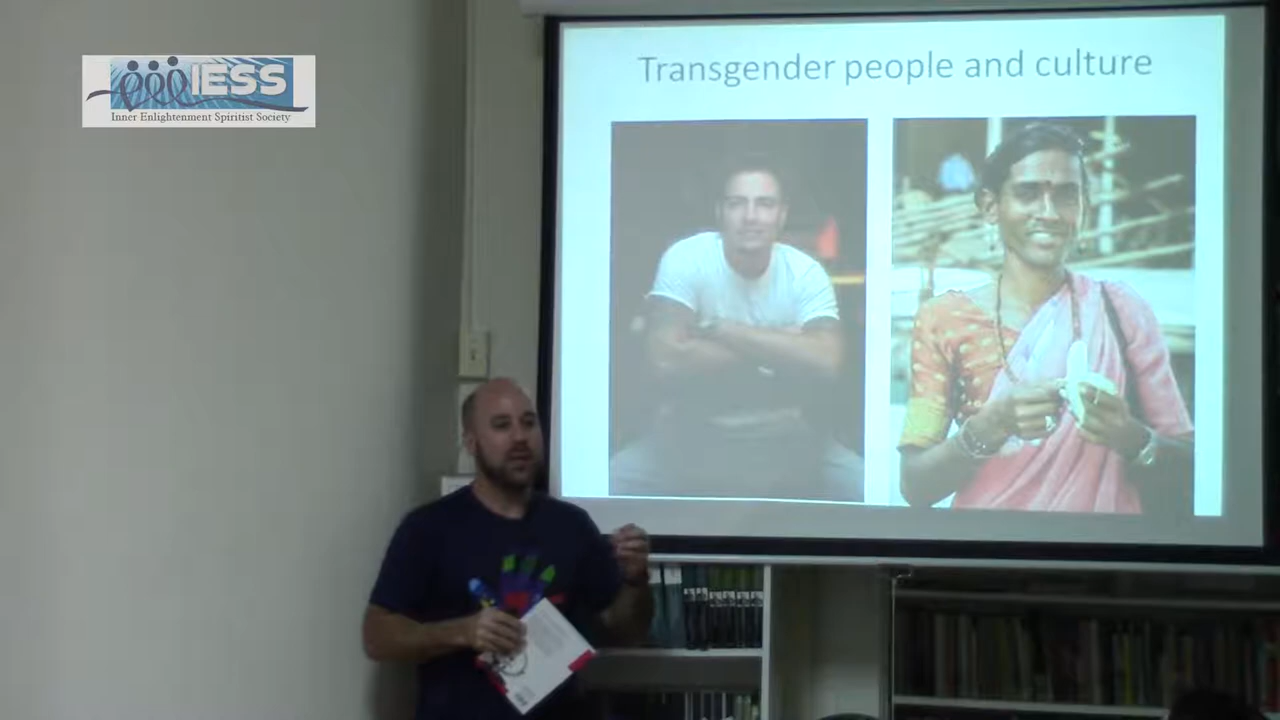 IESS
Inner Enlightenment Spiritist Society
Transgender people and culture